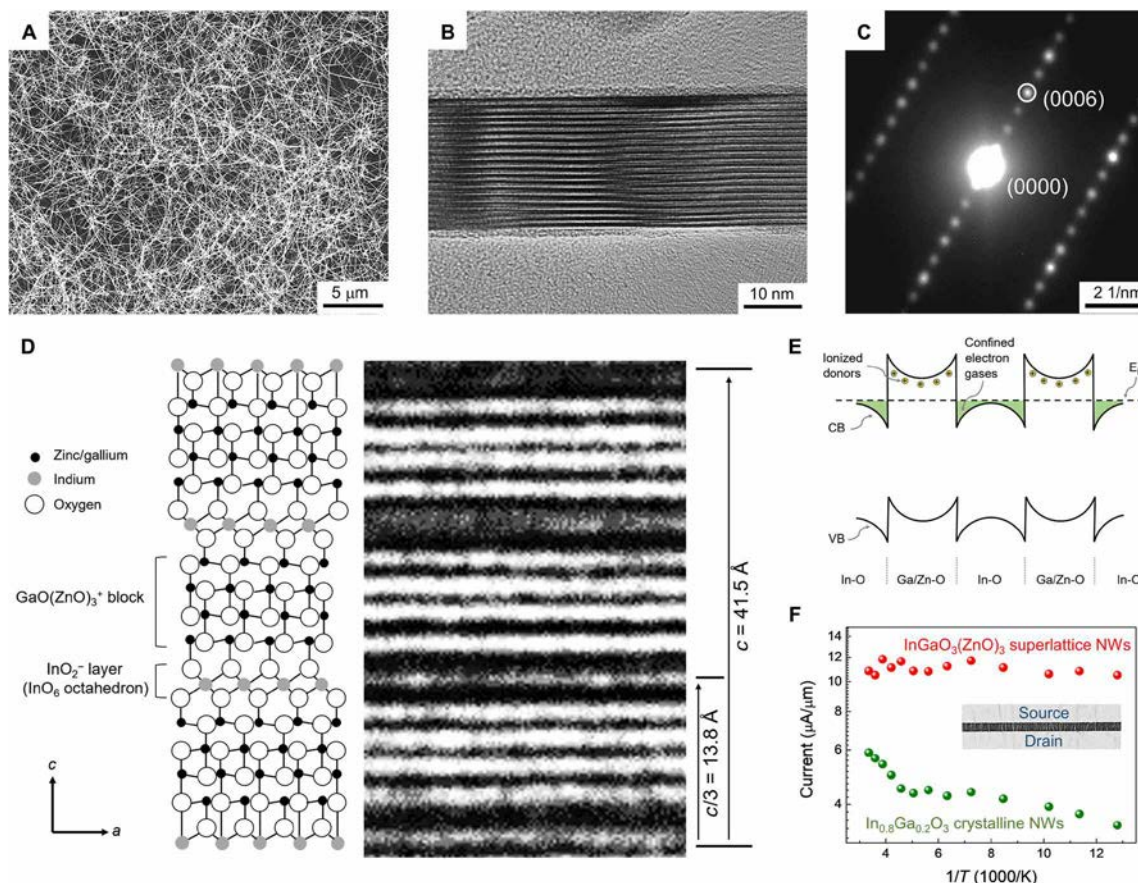 A
5 μm
B
10 nm
C
(0006)
(0000)
2 1/nm
D
Zinc/gallium
Indium
Oxygen
GaO(ZnO)₃⁺ block
InO₂⁻ layer
(InO₆ octahedron)
c
a
c = 41.5 Å
c/3 = 13.8 Å
E
Ionized
donors
Confined
electron
gases
CB
VB
In-O
Ga/Zn-O
In-O
Ga/Zn-O
F
14
12
10
8
6
4
Current (μA/μm)
InGaO₃(ZnO)₃ superlattice NWs
Source
Drain
In₀.₈Ga₀.₂O₃ crystalline NWs
4
6
8
10
12
1/T (1000/K)